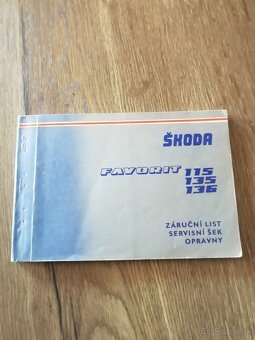 ŠKODA
FAVORIT 115
135
136
ZÁRUČNÍ LIST
SERVISNÍ ŠEK
OPRAVNY